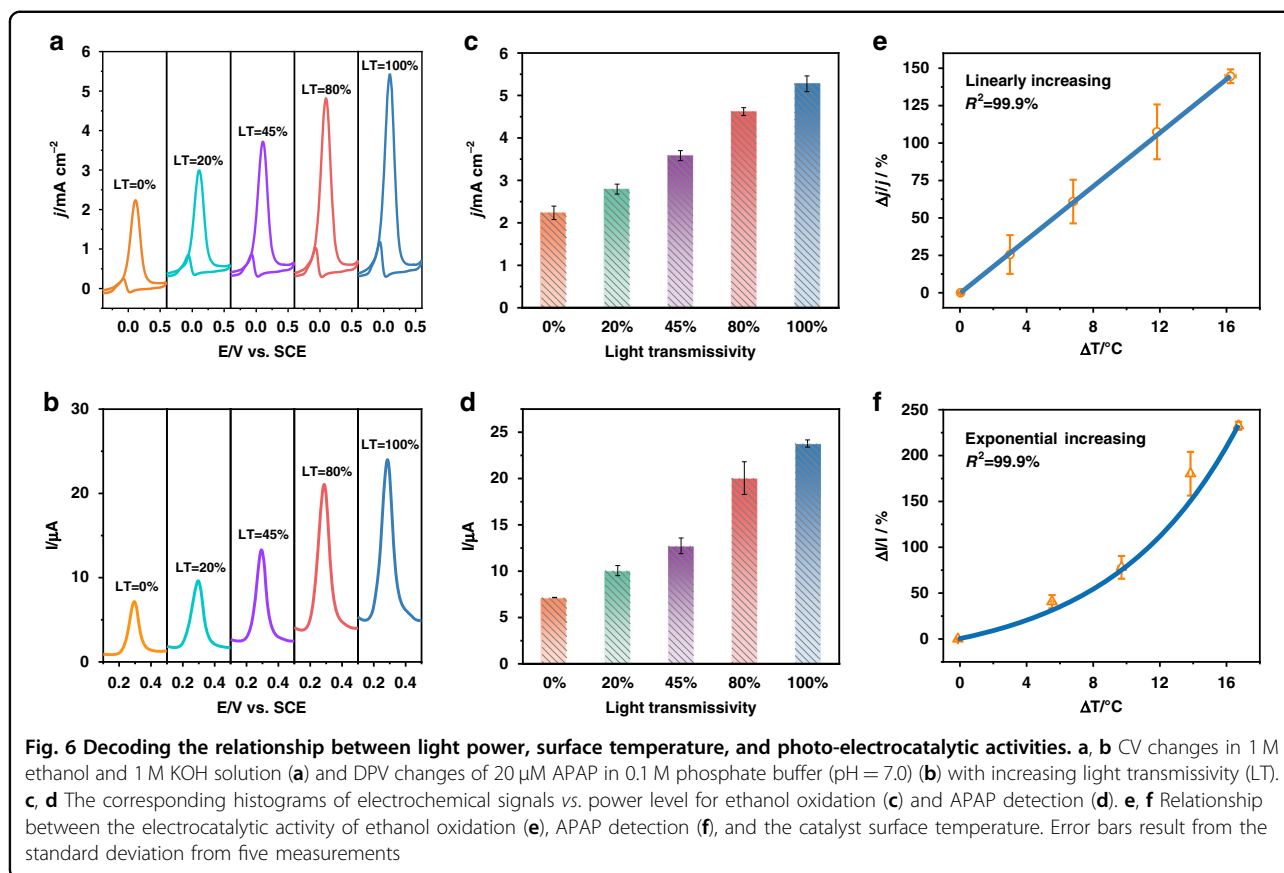 a
6
5
4
3
2
1
0
j/mA cm⁻²
LT=0%
LT=20%
LT=45%
LT=80%
LT=100%
0.0 0.5 0.0 0.5 0.0 0.5 0.0 0.5 0.0 0.5
E/V vs. SCE
c
6
5
4
3
2
1
0
j/mA cm⁻²
0% 20% 45% 80% 100%
Light transmissivity
e
150
125
100
75
50
25
0
Δj/j / %
Linearly increasing
R²=99.9%
0 4 8 12 16
ΔT/°C
b
30
20
10
0
I/μA
LT=0%
LT=20%
LT=45%
LT=80%
LT=100%
0.2 0.4 0.2 0.4 0.2 0.4 0.2 0.4 0.2 0.4
E/V vs. SCE
d
25
20
15
10
5
0
I/μA
0% 20% 45% 80% 100%
Light transmissivity
f
250
200
150
100
50
0
ΔI/I / %
Exponential increasing
R²=99.9%
0 4 8 12 16
ΔT/°C
Fig. 6 Decoding the relationship between light power, surface temperature, and photo-electrocatalytic activities. a, b CV changes in 1 M
ethanol and 1 M KOH solution (a) and DPV changes of 20 μM APAP in 0.1 M phosphate buffer (pH = 7.0) (b) with increasing light transmissivity (LT).
c, d The corresponding histograms of electrochemical signals vs. power level for ethanol oxidation (c) and APAP detection (d). e, f Relationship
between the electrocatalytic activity of ethanol oxidation (e), APAP detection (f), and the catalyst surface temperature. Error bars result from the
standard deviation from five measurements